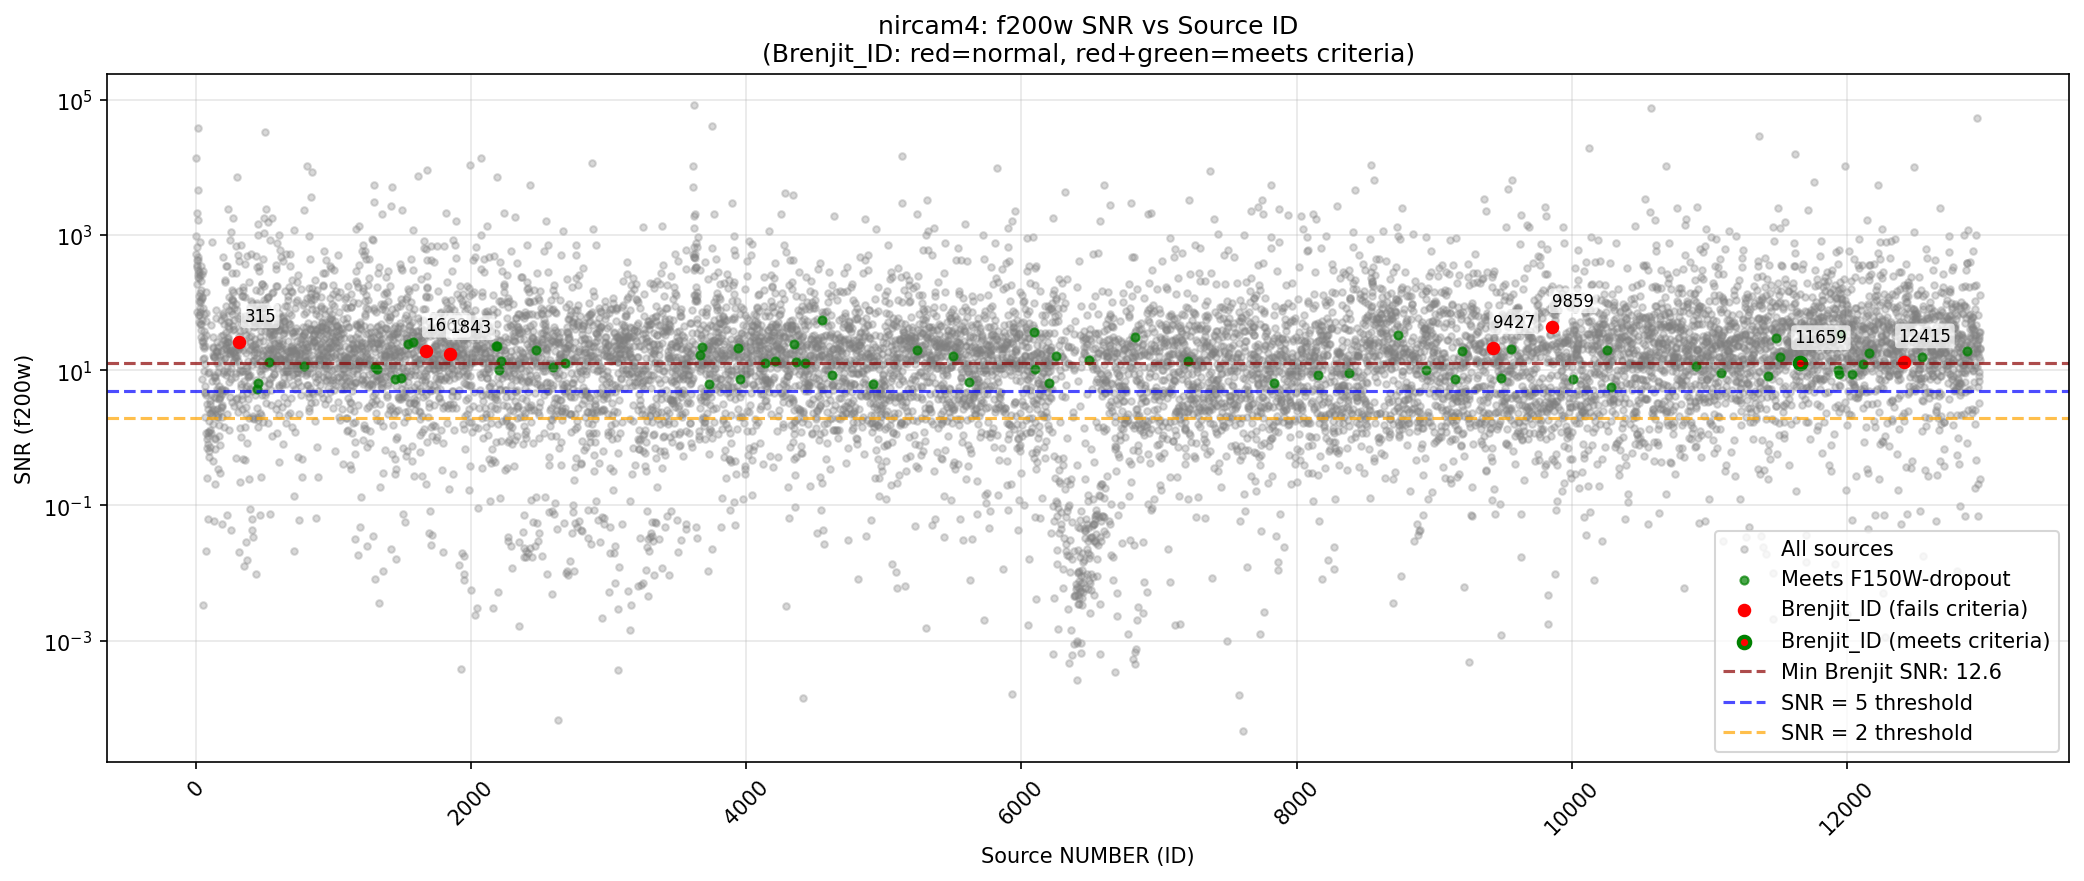 nircam4: f200w SNR vs Source ID
(Brenjit_ID: red=normal, red+green=meets criteria)
SNR (f200w)
10^5
10^3
10^1
10^-1
10^-3
315
1843
9427
9859
11659
12415
All sources
Meets F150W-dropout
Brenjit_ID (fails criteria)
Brenjit_ID (meets criteria)
Min Brenjit SNR: 12.6
SNR = 5 threshold
SNR = 2 threshold
0
2000
4000
6000
8000
10000
12000
Source NUMBER (ID)